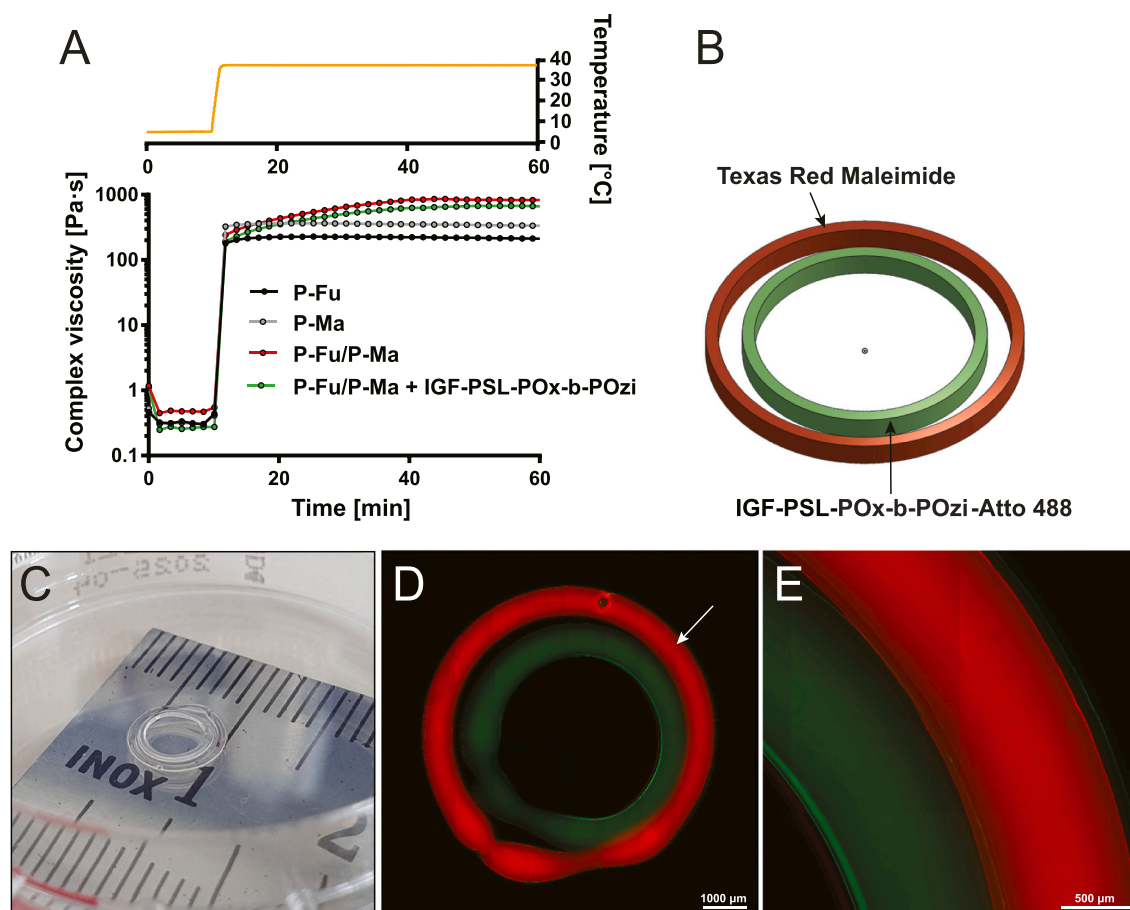 A
B
40
30
20
10
0
Temperature [°C]
0
20
40
60
Complex viscosity [Pa·s]
1000
100
10
1
0.1
P-Fu
P-Ma
P-Fu/P-Ma
P-Fu/P-Ma + IGF-PSL-POx-b-POzi
0
20
40
60
Time [min]
Texas Red Maleimide
IGF-PSL-POx-b-POzi-Atto 488
C
INOX 1
2
D
1000 µm
E
500 µm